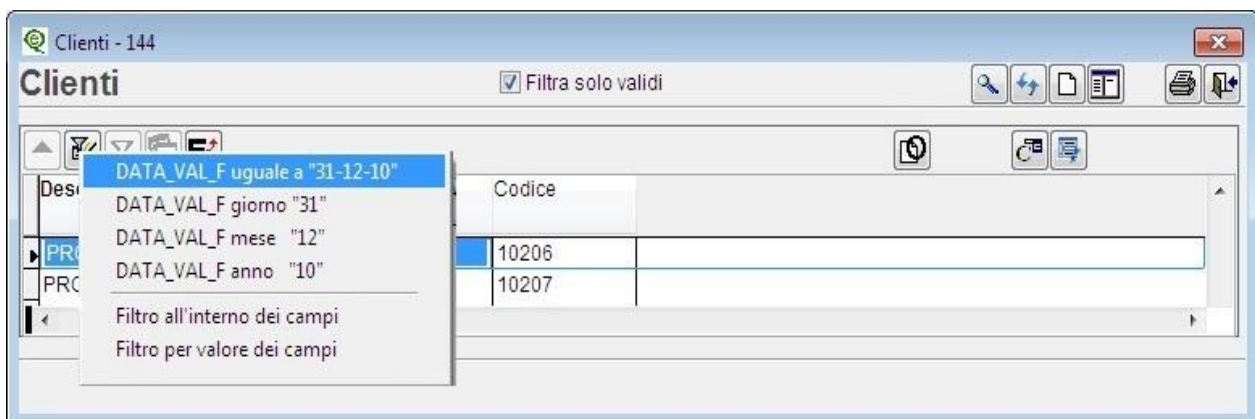 Clienti - 144
Clienti
Filtra solo validi
DATA_VAL_F uguale a "31-12-10"
DATA_VAL_F giorno "31"
DATA_VAL_F mese "12"
DATA_VAL_F anno "10"
Filtro all'interno dei campi
Filtro per valore dei campi
Codice
10206
10207